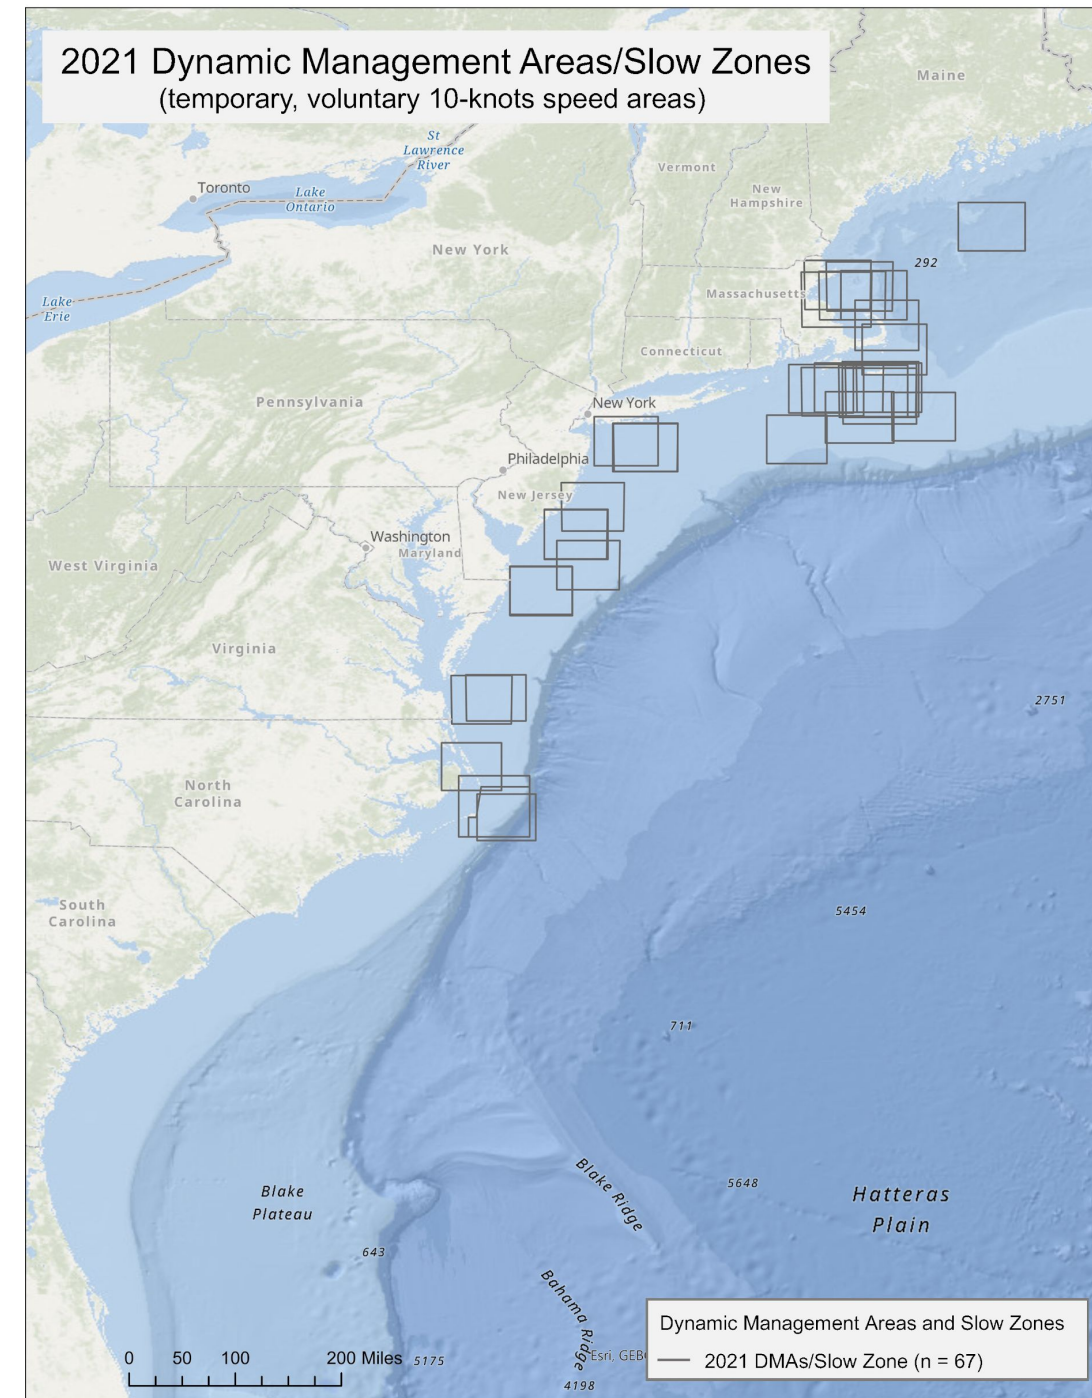 2021 Dynamic Management Areas/Slow Zones
(temporary, voluntary 10-knots speed areas)
Maine
St
Lawrence
River
Vermont
Toronto
Lake
Ontario
New
Hampshire
New York
292
Massachusetts
Lake
Erie
Connecticut
Pennsylvania
New York
Philadelphia
New Jersey
Washington
Maryland
West Virginia
Virginia
2751
North
Carolina
South
Carolina
5454
711
Blake
Plateau
Blake Ridge
5648
Hatteras
Plain
643
Bahama Ridge
Dynamic Management Areas and Slow Zones
2021 DMAs/Slow Zone (n = 67)
0 50 100 200 Miles
5175
Esri, GEB
4198